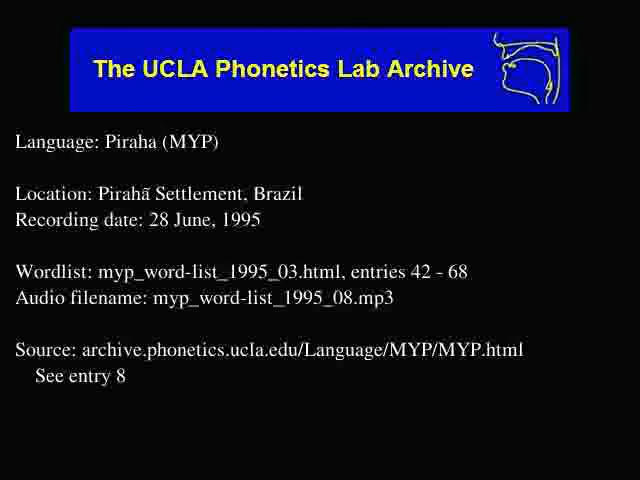 The UCLA Phonetics Lab Archive
Language: Piraha (MYP)
Location: Pirahã Settlement, Brazil
Recording date: 28 June, 1995
Wordlist: myp_word-list_1995_03.html, entries 42 - 68
Audio filename: myp_word-list_1995_08.mp3
Source: archive.phonetics.ucla.edu/Language/MYP/MYP.html
See entry 8